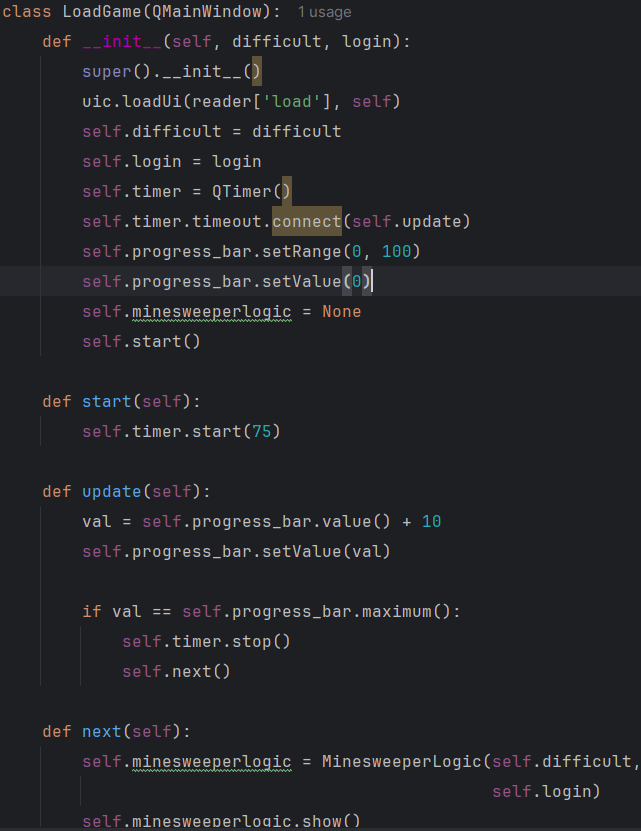 class LoadGame(QMainWindow):  1 usage
    def __init__(self, difficult, login):
        super().__init__()
        uic.loadUi(reader['load'], self)
        self.difficult = difficult
        self.login = login
        self.timer = QTimer()
        self.timer.timeout.connect(self.update)
        self.progress_bar.setRange(0, 100)
        self.progress_bar.setValue(0)
        self.minesweeperlogic = None
        self.start()

    def start(self):
        self.timer.start(75)

    def update(self):
        val = self.progress_bar.value() + 10
        self.progress_bar.setValue(val)

        if val == self.progress_bar.maximum():
            self.timer.stop()
            self.next()

    def next(self):
        self.minesweeperlogic = MinesweeperLogic(self.difficult,
                                                 self.login)
        self.minesweeperlogic.show()